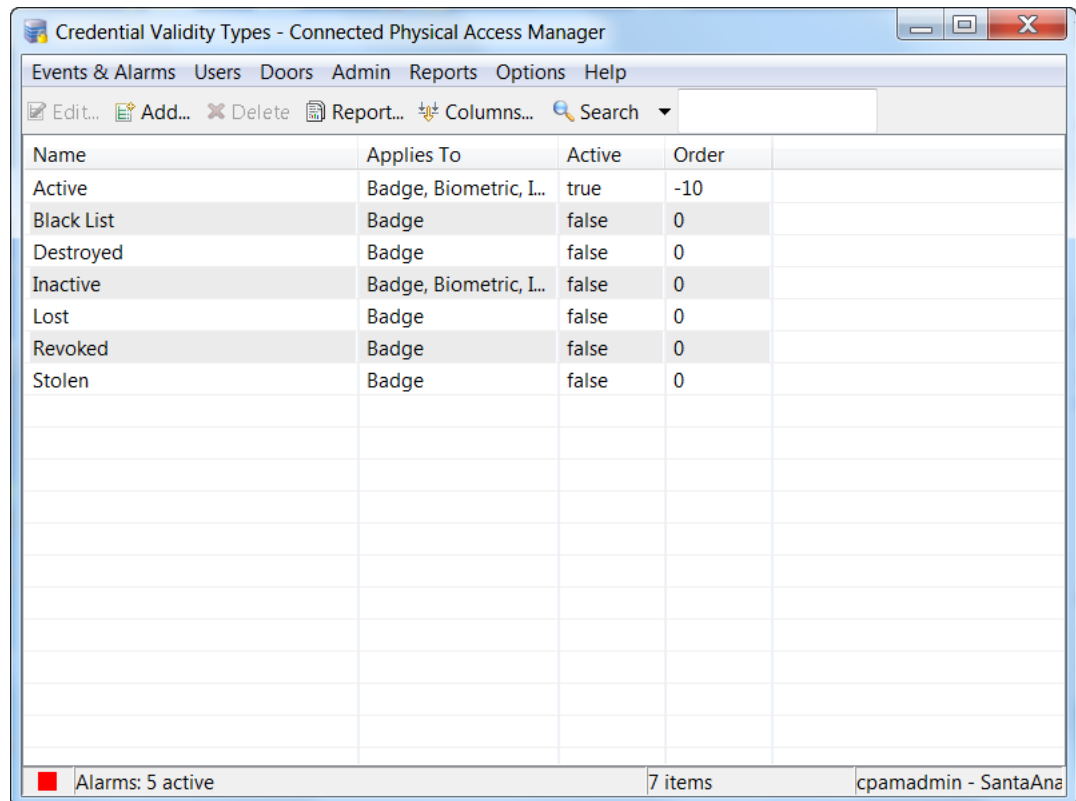 Credential Validity Types - Connected Physical Access Manager
Events & Alarms Users Doors Admin Reports Options Help
Edit... Add... Delete Report... Columns... Search
Name Applies To Active Order
Active Badge, Biometric, I... true -10
Black List Badge false 0
Destroyed Badge false 0
Inactive Badge, Biometric, I... false 0
Lost Badge false 0
Revoked Badge false 0
Stolen Badge false 0
Alarms: 5 active 7 items cpamadmin - SantaAna